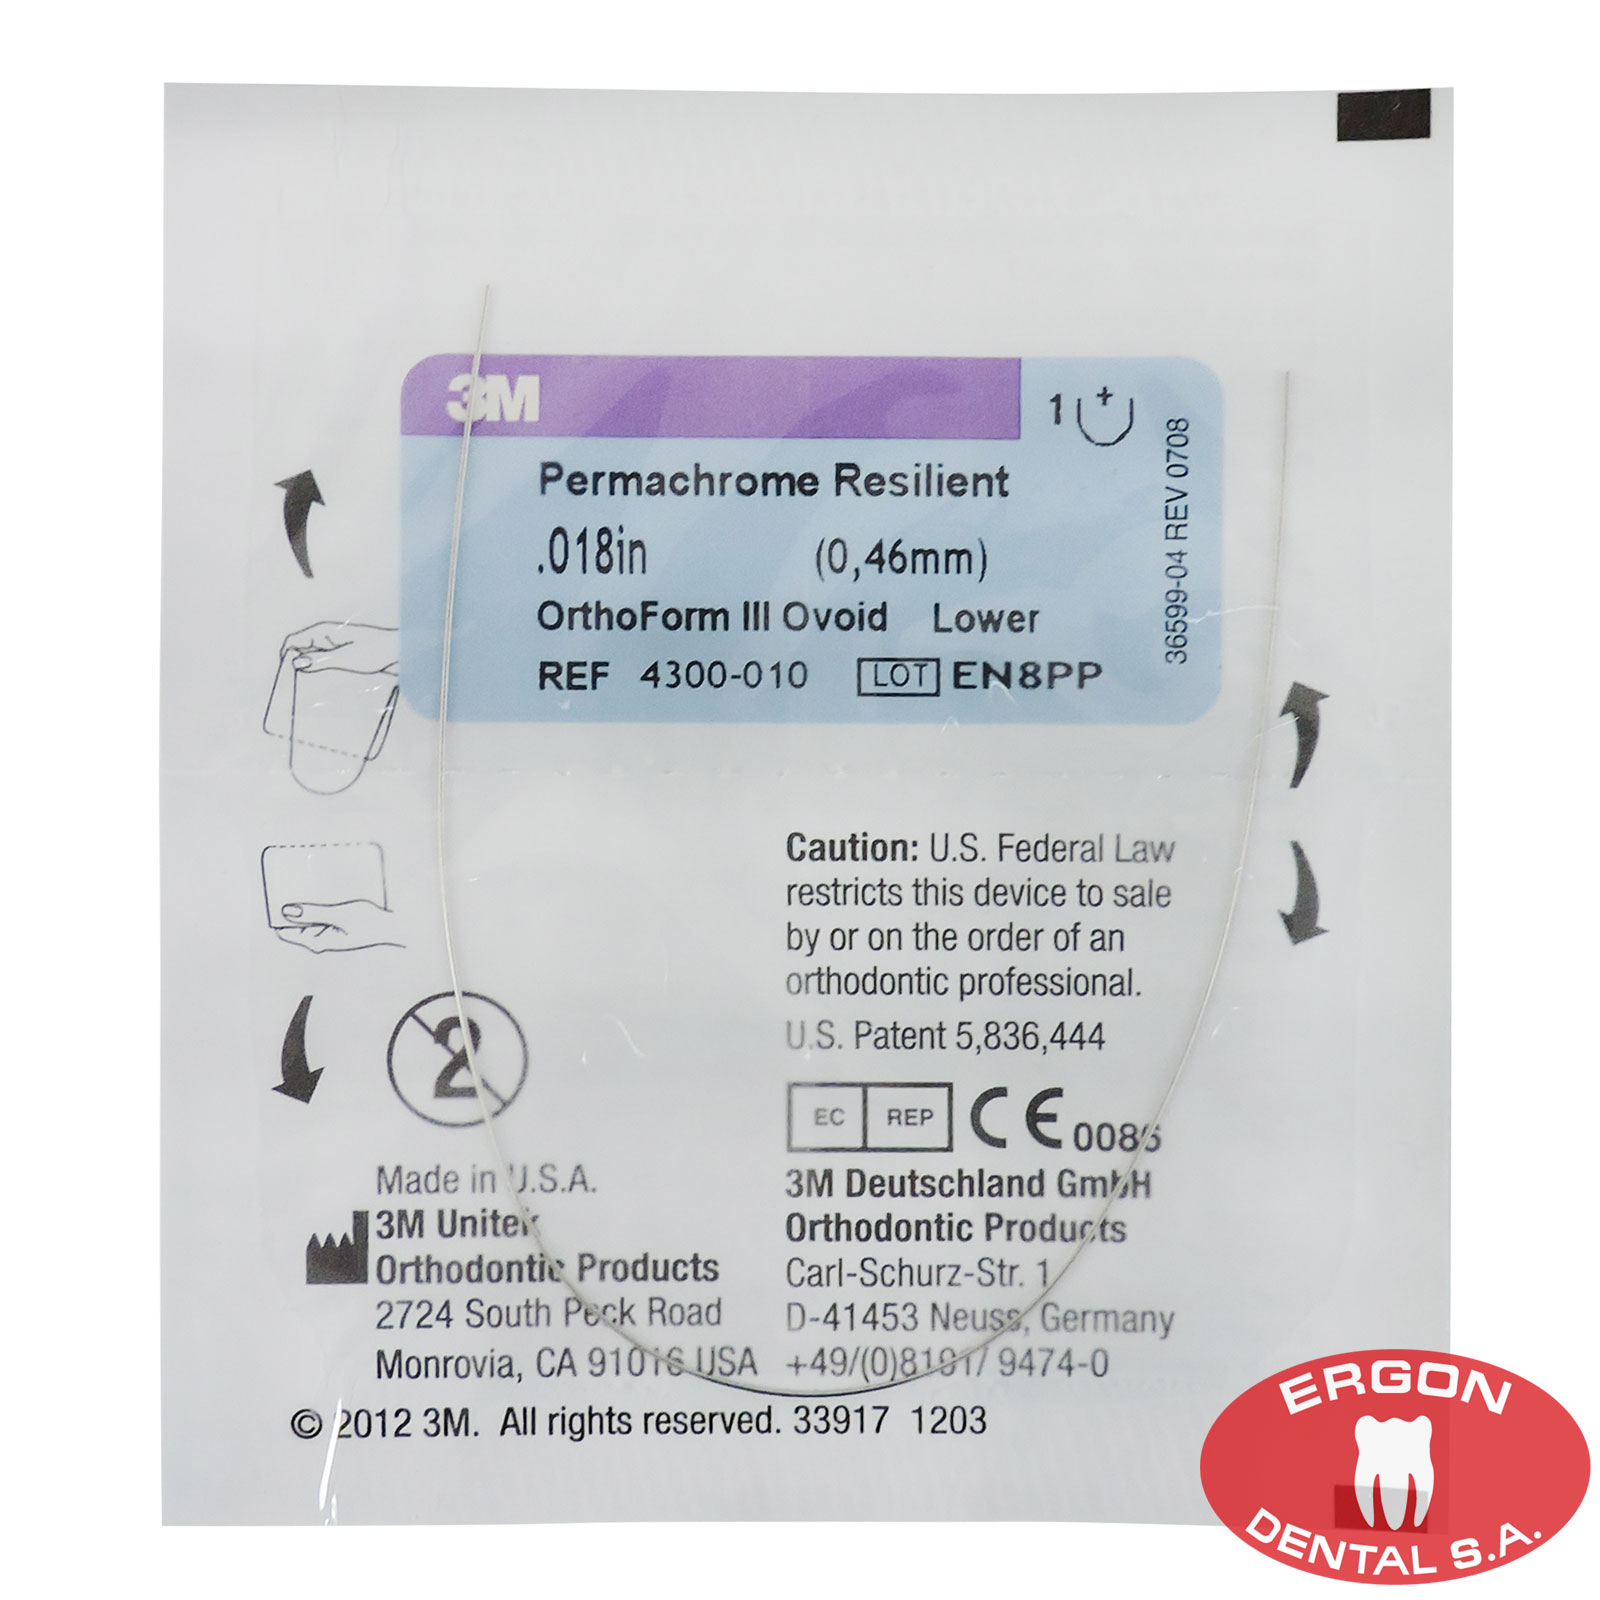 3M
1 +
Permachrome Resilient
.018in (0,46mm)
OrthoForm III Ovoid Lower
REF 4300-010 LOT EN8PP
36599-04 REV 0708
Caution: U.S. Federal Law
restricts this device to sale
by or on the order of an
orthodontic professional.
U.S. Patent 5,836,444
2
EC REP CE 0086
Made in U.S.A.
3M Unitek
Orthodontic Products
2724 South Peck Road
Monrovia, CA 91016 USA
3M Deutschland GmbH
Orthodontic Products
Carl-Schurz-Str. 1
D-41453 Neuss, Germany
+49/(0)8191/ 9474-0
© 2012 3M. All rights reserved. 33917 1203
ERGON
DENTAL S.A.